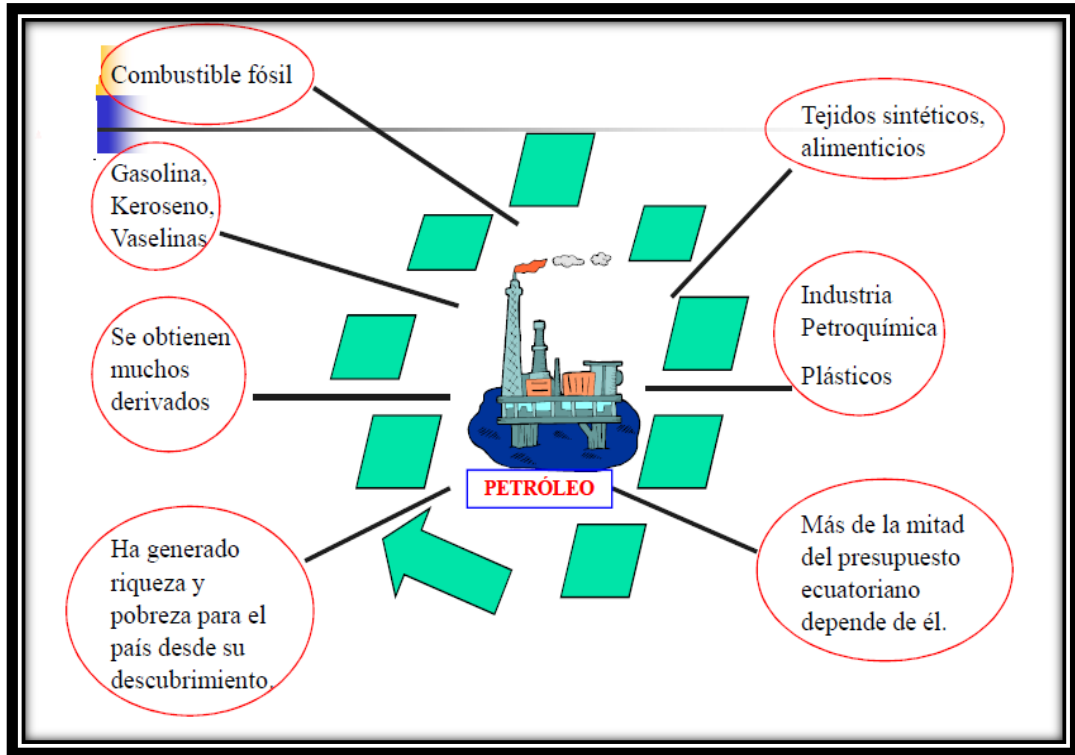 Combustible fósil
Gasolina,
Keroseno,
Vaselinas
Se obtienen
muchos
derivados
Ha generado
riqueza y
pobreza para el
país desde su
descubrimiento.
PETRÓLEO
Tejidos sintéticos,
alimenticios
Industria
Petroquímica
Plásticos
Más de la mitad
del presupuesto
ecuatoriano
depende de él.